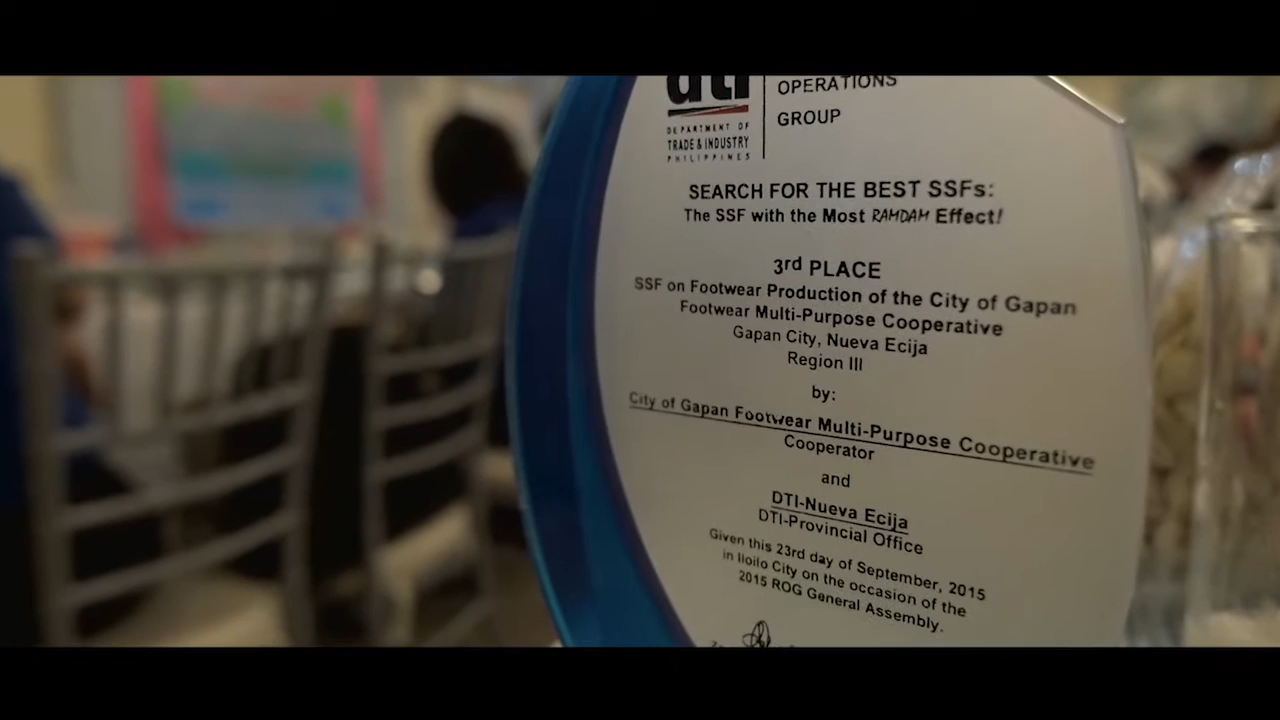 dti
DEPARTMENT OF
TRADE & INDUSTRY
PHILIPPINES
OPERATIONS
GROUP
SEARCH FOR THE BEST SSFs:
The SSF with the Most RAMDAM Effect!
3rd PLACE
SSF on Footwear Production of the City of Gapan
Footwear Multi-Purpose Cooperative
Gapan City, Nueva Ecija
Region III
by:
City of Gapan Footwear Multi-Purpose Cooperative
Cooperator
and
DTI-Nueva Ecija
DTI-Provincial Office
Given this 23rd day of September, 2015
in Iloilo City on the occasion of the
2015 ROG General Assembly.